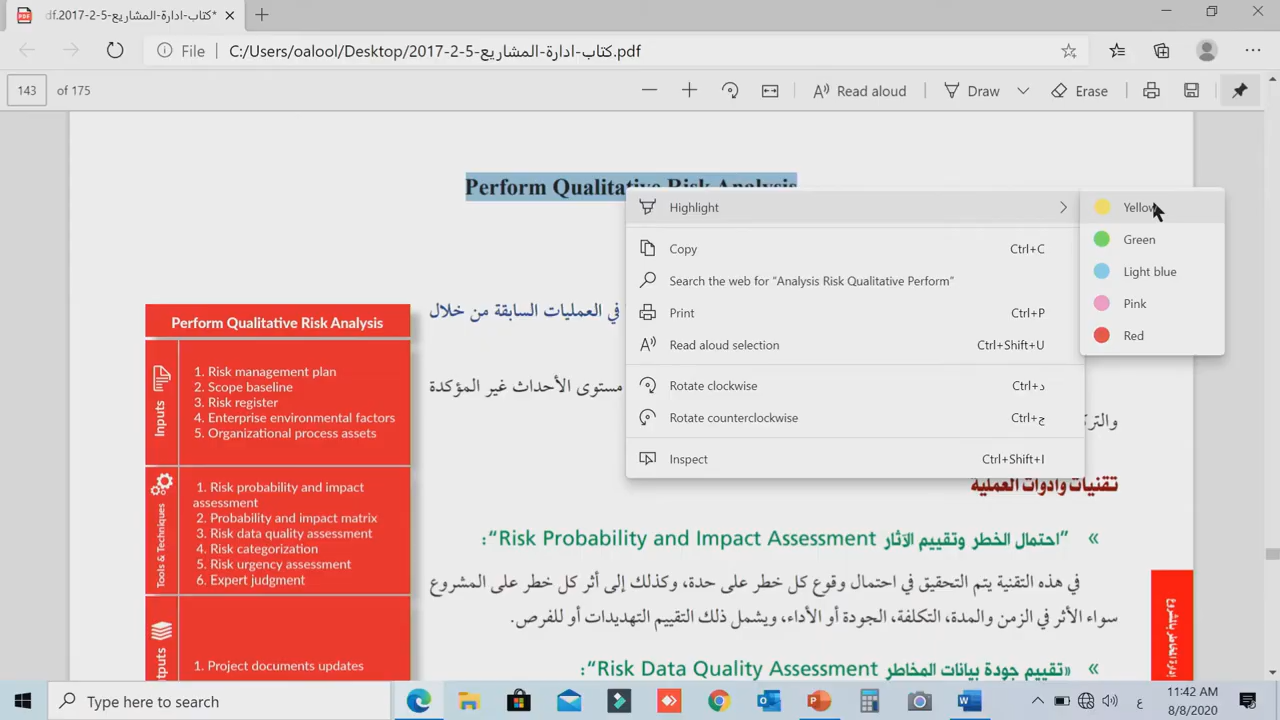 df.2017-2-5-كتاب-ادارة-المشاريع*
File C:/Users/oalool/Desktop/2017-2-5-كتاب-ادارة-المشاريع.pdf
143 of 175
Read aloud Draw Erase
Perform Qualitative Risk Analysis
Highlight
Copy Ctrl+C
Search the web for "Analysis Risk Qualitative Perform"
Print Ctrl+P
Read aloud selection Ctrl+Shift+U
Rotate clockwise Ctrl+د
Rotate counterclockwise Ctrl+ج
Inspect Ctrl+Shift+I
Yellow
Green
Light blue
Pink
Red
في العمليات السابقة من خلال
مستوى الأحداث غير المؤكدة
Perform Qualitative Risk Analysis
Inputs
1. Risk management plan
2. Scope baseline
3. Risk register
4. Enterprise environmental factors
5. Organizational process assets
Tools & Techniques
1. Risk probability and impact
assessment
2. Probability and impact matrix
3. Risk data quality assessment
4. Risk categorization
5. Risk urgency assessment
6. Expert judgment
1. Project documents updates
تقنيات وأدوات العملية
» "احتمال الخطر وتقييم الآثار Risk Probability and Impact Assessment":
في هذه التقنية يتم التحقيق في احتمال وقوع كل خطر على حدة، وكذلك إلى أثر كل خطر على المشروع
سواء الأثر في الزمن والمدة، التكلفة، الجودة أو الأداء، ويشمل ذلك التقييم التهديدات أو للفرص.
» «تقييم جودة بيانات المخاطر Risk Data Quality Assessment":
إدارة المخاطر بالمشروع
Type here to search
ع
11:42 AM
8/8/2020